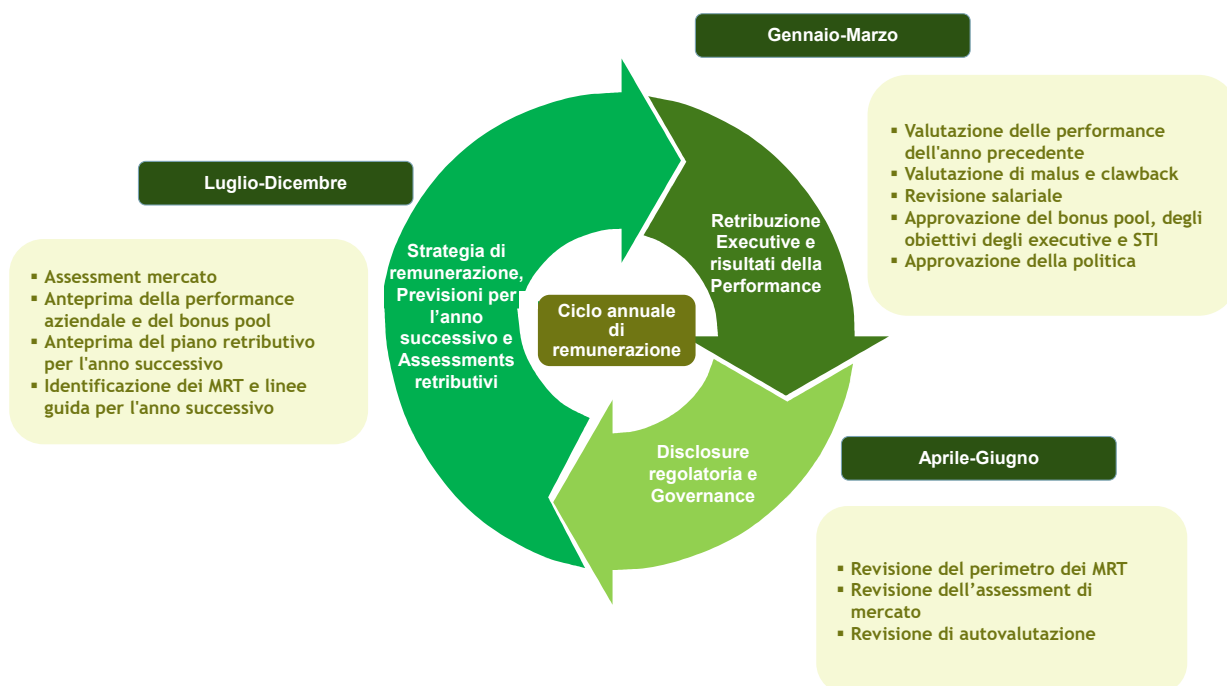 Gennaio-Marzo
▪ Valutazione delle performance
dell'anno precedente
▪ Valutazione di malus e clawback
▪ Revisione salariale
▪ Approvazione del bonus pool, degli
obiettivi degli executive e STI
▪ Approvazione della politica
Luglio-Dicembre
▪ Assessment mercato
▪ Anteprima della performance
aziendale e del bonus pool
▪ Anteprima del piano retributivo
per l'anno successivo
▪ Identificazione dei MRT e linee
guida per l'anno successivo
Strategia di
remunerazione,
Previsioni per
l’anno
successivo e
Assessments
retributivi
Retribuzione
Executive e
risultati della
Performance
Ciclo annuale
di
remunerazione
Disclosure
regolatoria e
Governance
Aprile-Giugno
▪ Revisione del perimetro dei MRT
▪ Revisione dell’assessment di
mercato
▪ Revisione di autovalutazione